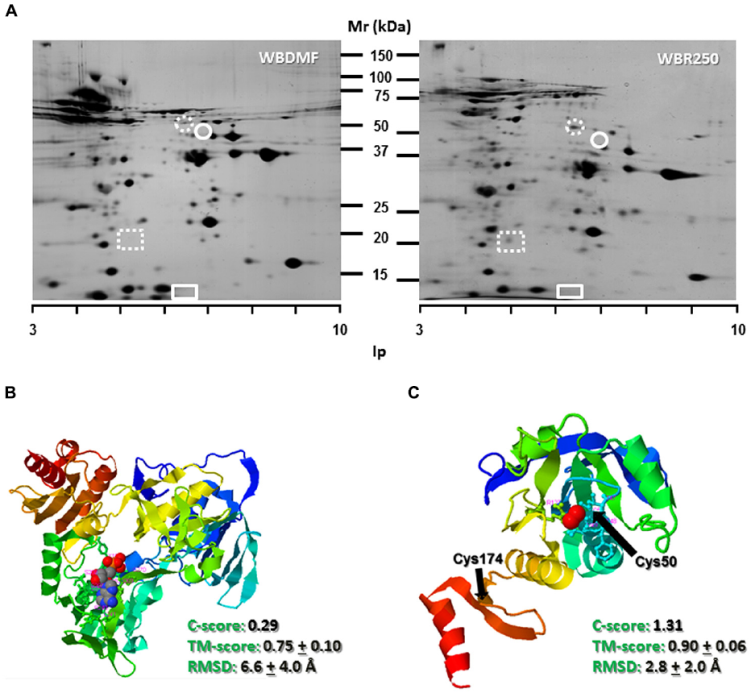 A
Mr (kDa)
WBDMF
WBR250
150
100
75
50
37
25
20
15
3
10
3
10
Ip
B
C
Cys174
Cys50
C-score: 0.29
TM-score: 0.75 ± 0.10
RMSD: 6.6 ± 4.0 Å
C-score: 1.31
TM-score: 0.90 ± 0.06
RMSD: 2.8 ± 2.0 Å